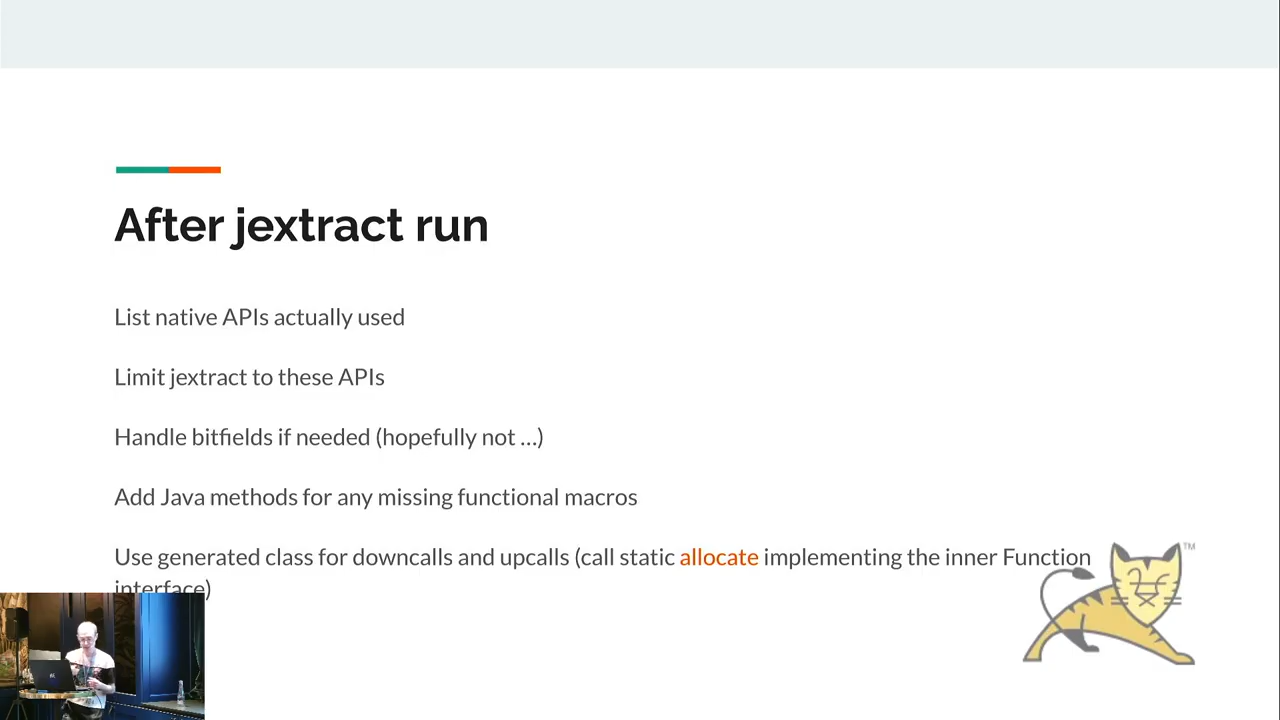 After jextract run
List native APIs actually used
Limit jextract to these APIs
Handle bitfields if needed (hopefully not ...)
Add Java methods for any missing functional macros
Use generated class for downcalls and upcalls (call static allocate implementing the inner Function
interface)
TM